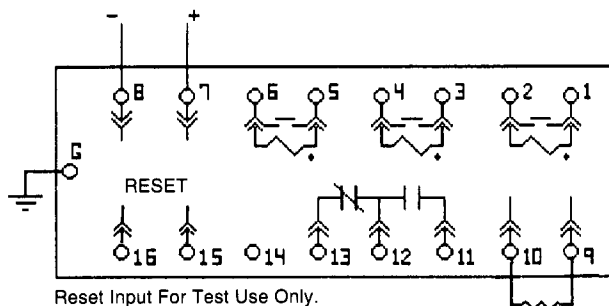 - +
8 7 6 5 4 3 2 1
G
RESET
+ + +
16 15 14 13 12 11 10 9
Reset Input For Test Use Only.